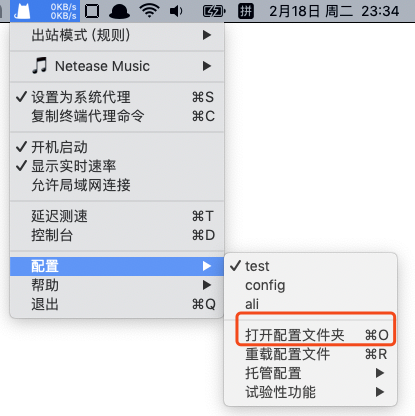 0KB/s
0KB/s
拼
2月18日 周二 23:34
出站模式 (规则)
Netease Music
设置为系统代理 ⌘S
复制终端代理命令 ⌘C
开机启动
显示实时速率
允许局域网连接
延迟测速 ⌘T
控制台 ⌘D
配置
帮助
退出 ⌘Q
test
config
ali
打开配置文件夹 ⌘O
重载配置文件 ⌘R
托管配置
试验性功能